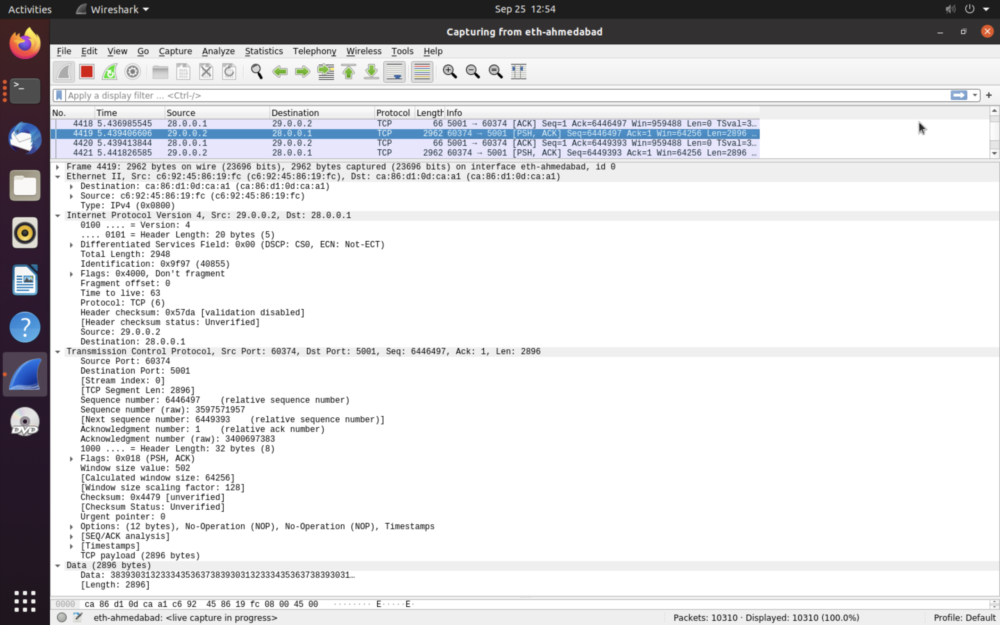 Activities Wireshark Sep 25 12:54
Capturing from eth-ahmedabad
File Edit View Go Capture Analyze Statistics Telephony Wireless Tools Help
Apply a display filter ... <Ctrl-/>
No. Time Source Destination Protocol Length Info
4418 5.436985545 28.0.0.1 29.0.0.2 TCP 66 5001 → 60374 [ACK] Seq=1 Ack=6446497 Win=959488 Len=0 TSval=3…
4419 5.439406606 29.0.0.2 28.0.0.1 TCP 2962 60374 → 5001 [PSH, ACK] Seq=6446497 Ack=1 Win=64256 Len=2896 …
4420 5.439413844 28.0.0.1 29.0.0.2 TCP 66 5001 → 60374 [ACK] Seq=1 Ack=6449393 Win=959488 Len=0 TSval=3…
4421 5.441826585 29.0.0.2 28.0.0.1 TCP 2962 60374 → 5001 [PSH, ACK] Seq=6449393 Ack=1 Win=64256 Len=2896 …
Frame 4419: 2962 bytes on wire (23696 bits), 2962 bytes captured (23696 bits) on interface eth-ahmedabad, id 0
Ethernet II, Src: c6:92:45:86:19:fc (c6:92:45:86:19:fc), Dst: ca:86:d1:0d:ca:a1 (ca:86:d1:0d:ca:a1)
Destination: ca:86:d1:0d:ca:a1 (ca:86:d1:0d:ca:a1)
Source: c6:92:45:86:19:fc (c6:92:45:86:19:fc)
Type: IPv4 (0x0800)
Internet Protocol Version 4, Src: 29.0.0.2, Dst: 28.0.0.1
0100 .... = Version: 4
.... 0101 = Header Length: 20 bytes (5)
Differentiated Services Field: 0x00 (DSCP: CS0, ECN: Not-ECT)
Total Length: 2948
Identification: 0x9f97 (40855)
Flags: 0x4000, Don't fragment
Fragment offset: 0
Time to live: 63
Protocol: TCP (6)
Header checksum: 0x57da [validation disabled]
[Header checksum status: Unverified]
Source: 29.0.0.2
Destination: 28.0.0.1
Transmission Control Protocol, Src Port: 60374, Dst Port: 5001, Seq: 6446497, Ack: 1, Len: 2896
Source Port: 60374
Destination Port: 5001
[Stream index: 0]
[TCP Segment Len: 2896]
Sequence number: 6446497 (relative sequence number)
Sequence number (raw): 3597571957
[Next sequence number: 6449393 (relative sequence number)]
Acknowledgment number: 1 (relative ack number)
Acknowledgment number (raw): 3400697383
1000 .... = Header Length: 32 bytes (8)
Flags: 0x018 (PSH, ACK)
Window size value: 502
[Calculated window size: 64256]
[Window size scaling factor: 128]
Checksum: 0x4479 [unverified]
[Checksum Status: Unverified]
Urgent pointer: 0
Options: (12 bytes), No-Operation (NOP), No-Operation (NOP), Timestamps
[SEQ/ACK analysis]
[Timestamps]
TCP payload (2896 bytes)
Data (2896 bytes)
Data: 383930313233343536373839303132333435363738393031…
[Length: 2896]
0000 ca 86 d1 0d ca a1 c6 92 45 86 19 fc 08 00 45 00 ········ E·····E·
eth-ahmedabad: <live capture in progress> Packets: 10310 · Displayed: 10310 (100.0%) Profile: Default
DVD